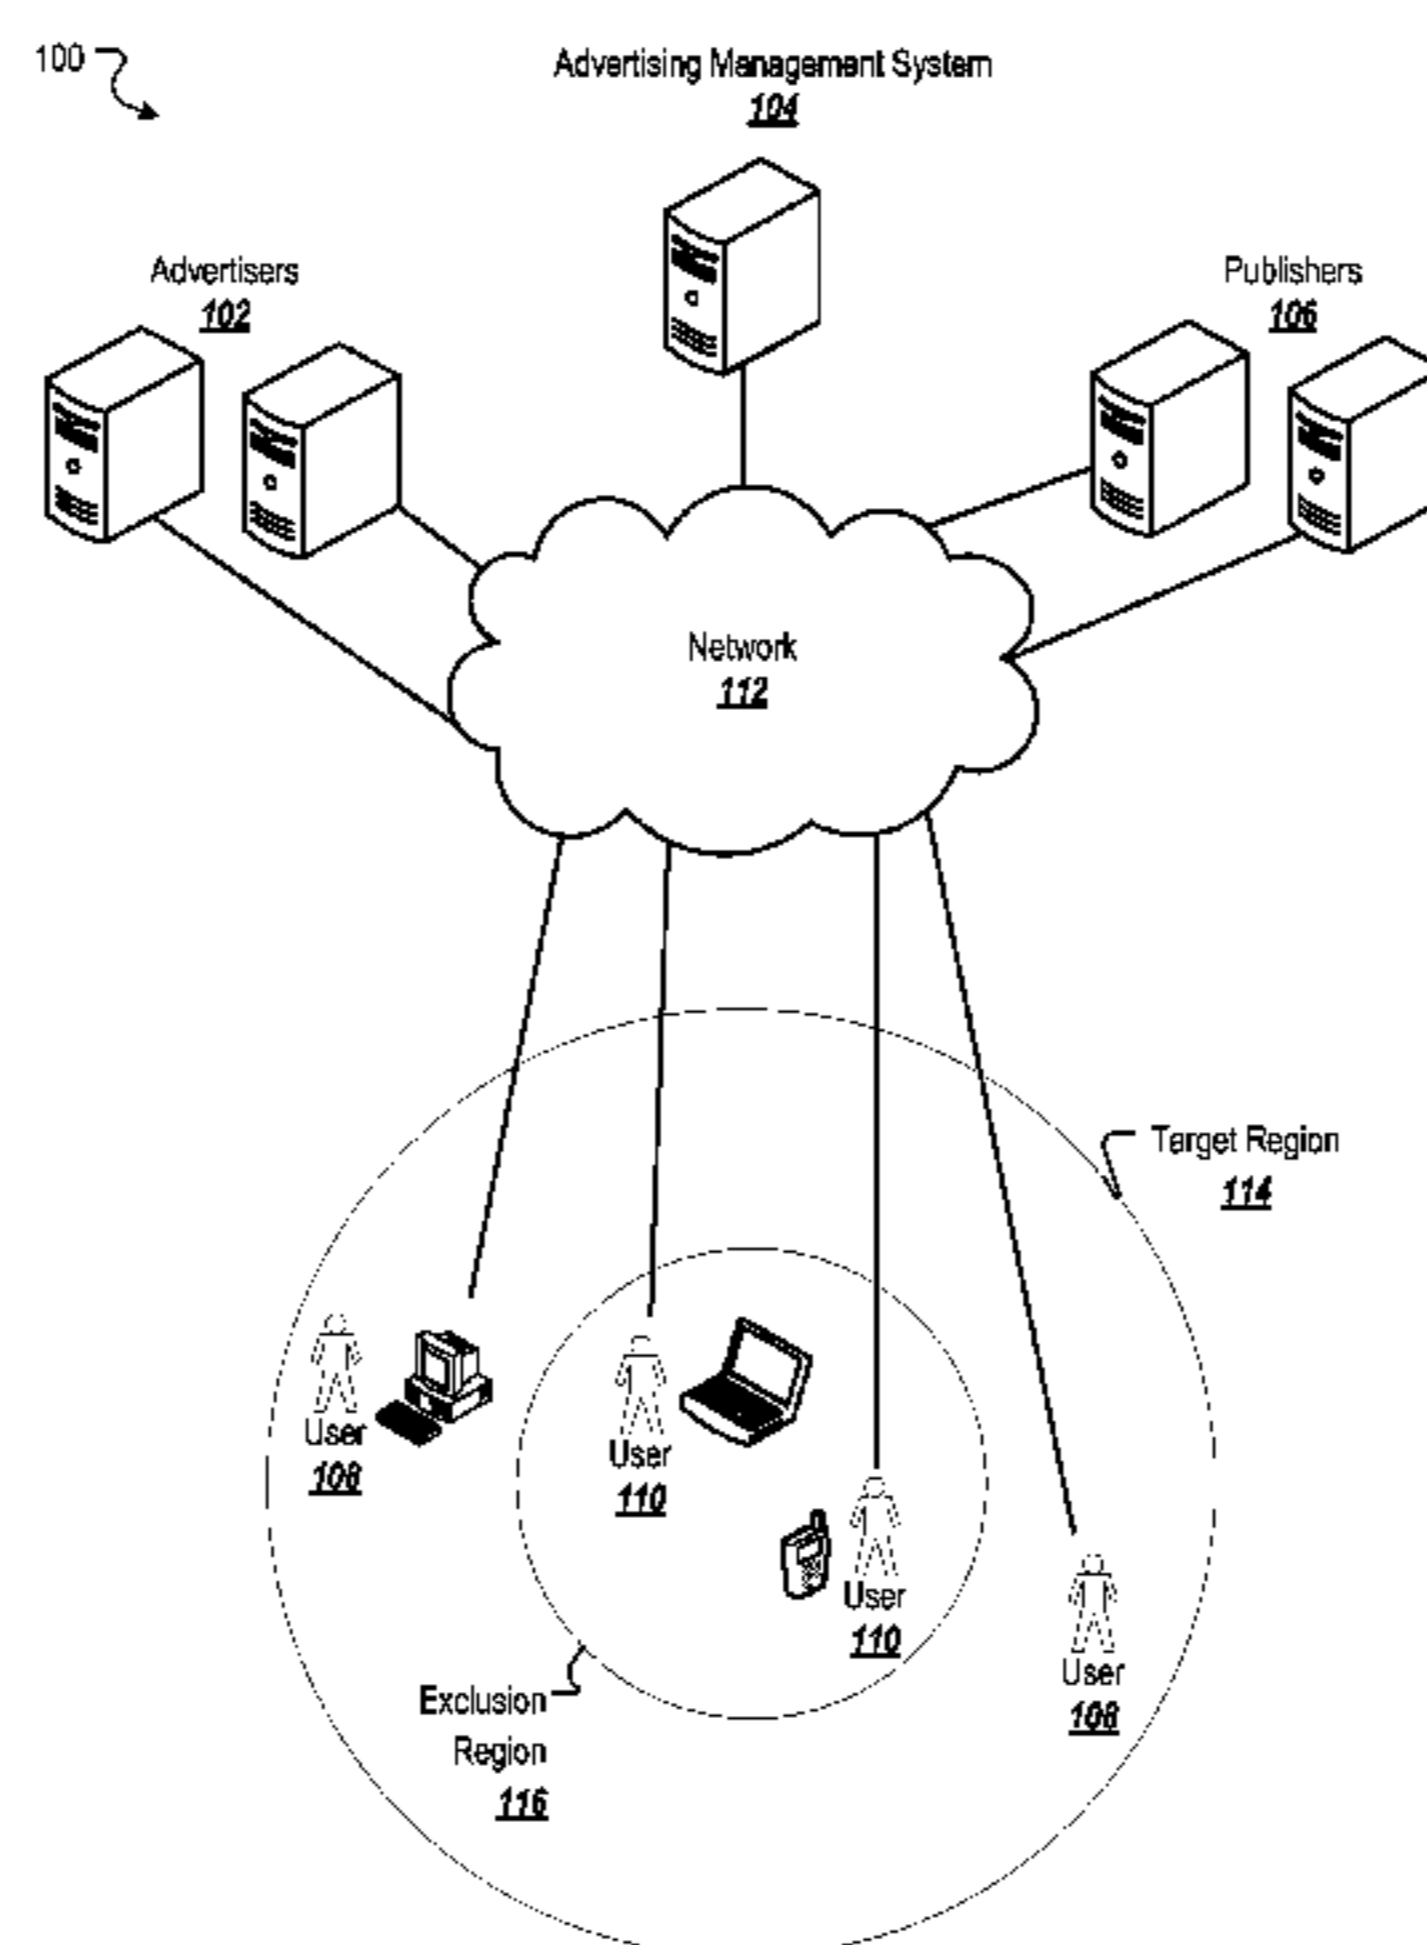 100
Advertising Management System
104
Advertisers
102
Publishers
106
Network
112
Target Region
114
User
108
User
110
User
110
User
108
Exclusion
Region
116